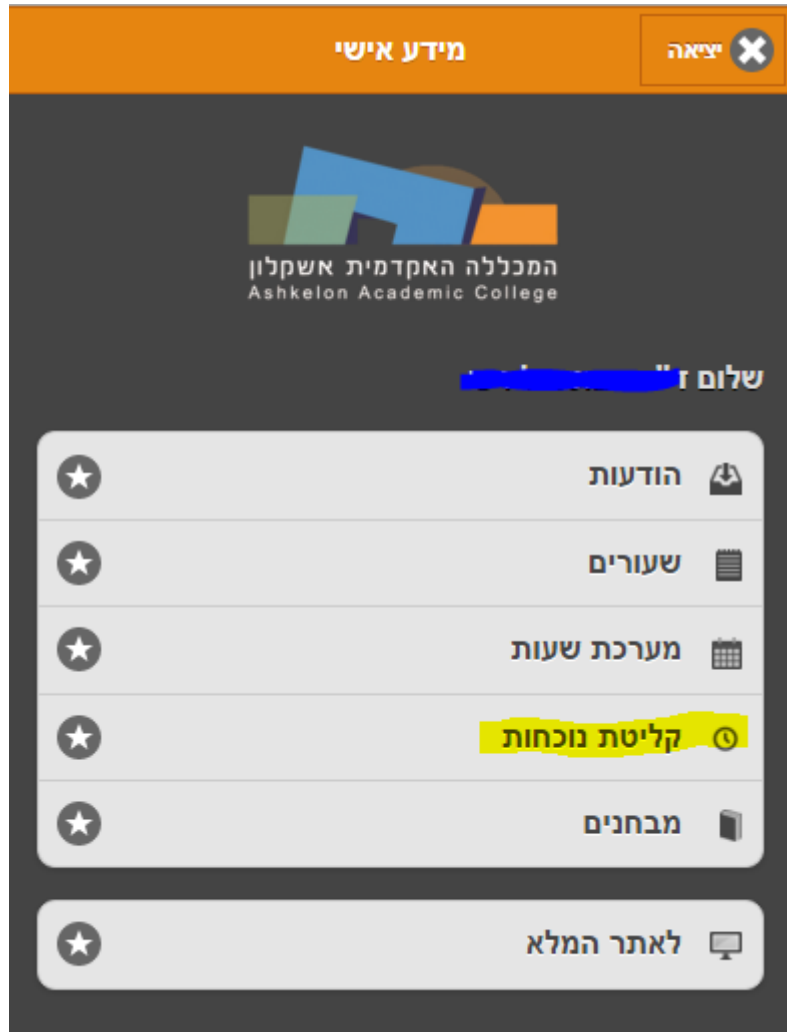 יציאה
מידע אישי
המכללה האקדמית אשקלון
Ashkelon Academic College
שלום ד"
הודעות
שעורים
מערכת שעות
קליטת נוכחות
מבחנים
לאתר המלא